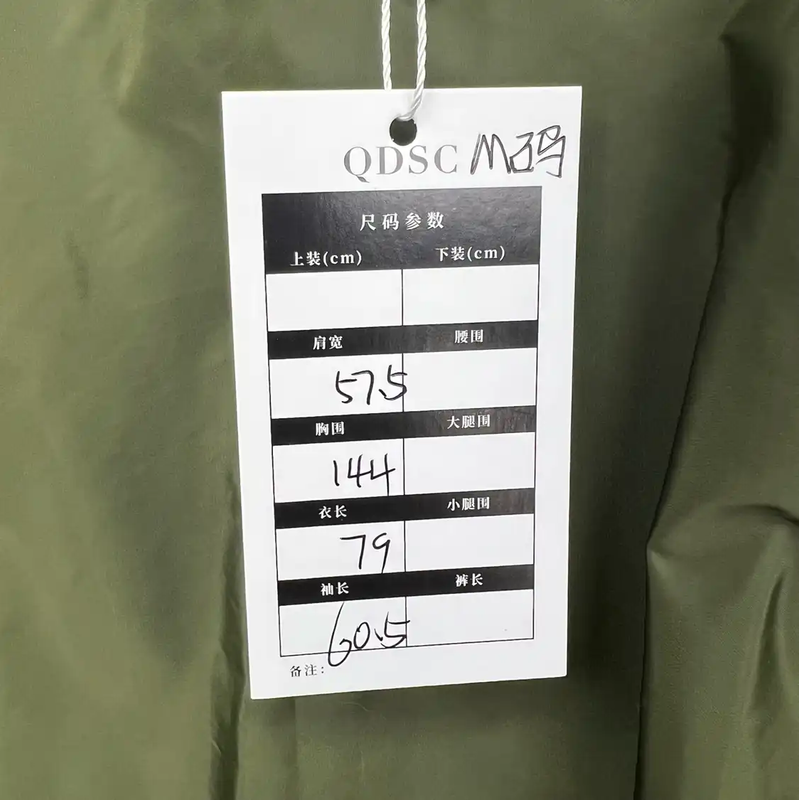 QDSC M码
尺码参数
上装(cm) 下装(cm)
肩宽 腰围
57.5
胸围 大腿围
144
衣长 小腿围
79
袖长 裤长
60.5
备注: